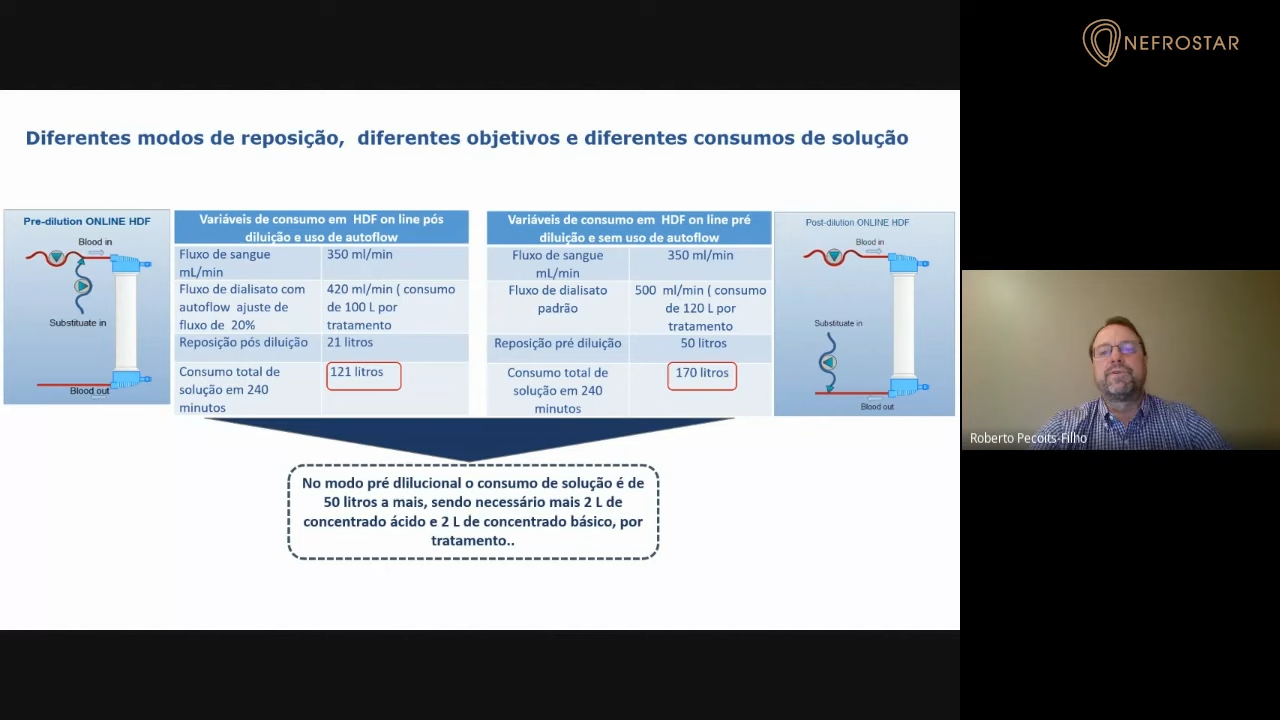 NEFROSTAR
Diferentes modos de reposição, diferentes objetivos e diferentes consumos de solução
Pre-dilution ONLINE HDF
Blood in
Substituate in
Blood out
Variáveis de consumo em HDF on line pós
diluição e uso de autoflow
Fluxo de sangue
mL/min
350 ml/min
Fluxo de dialisato com
autoflow ajuste de
fluxo de 20%
420 ml/min ( consumo
de 100 L por
tratamento
Reposição pós diluição
21 litros
Consumo total de
solução em 240
minutos
121 litros
Variáveis de consumo em HDF on line pré
diluição e sem uso de autoflow
Fluxo de sangue
mL/min
350 ml/min
Fluxo de dialisato
padrão
500 ml/min ( consumo
de 120 L por
tratamento
Reposição pré diluição
50 litros
Consumo total de
solução em 240
minutos
170 litros
Post-dilution ONLINE HDF
Blood in
Substituate in
Blood out
No modo pré dlilucional o consumo de solução é de
50 litros a mais, sendo necessário mais 2 L de
concentrado ácido e 2 L de concentrado básico, por
tratamento..
Roberto Pecoits-Filho